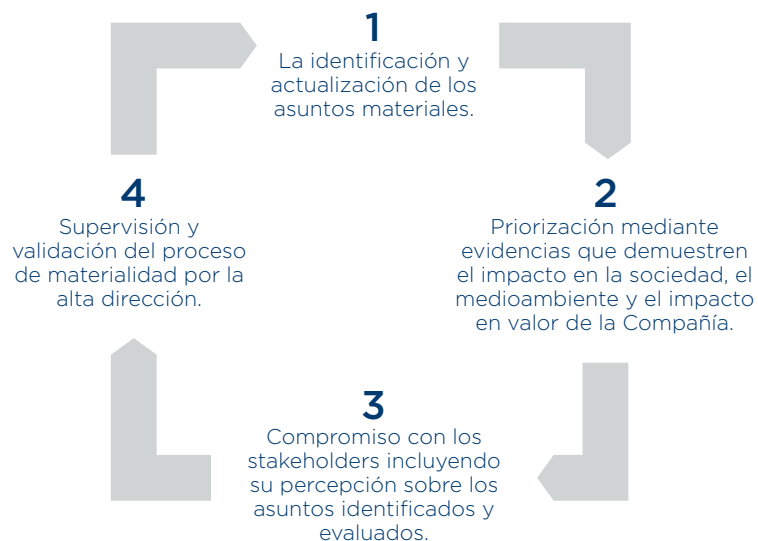 1
La identificación y
actualización de los
asuntos materiales.
2
Priorización mediante
evidencias que demuestren
el impacto en la sociedad, el
medioambiente y el impacto
en valor de la Compañía.
3
Compromiso con los
stakeholders incluyendo
su percepción sobre los
asuntos identificados y
evaluados.
4
Supervisión y
validación del proceso
de materialidad por la
alta dirección.